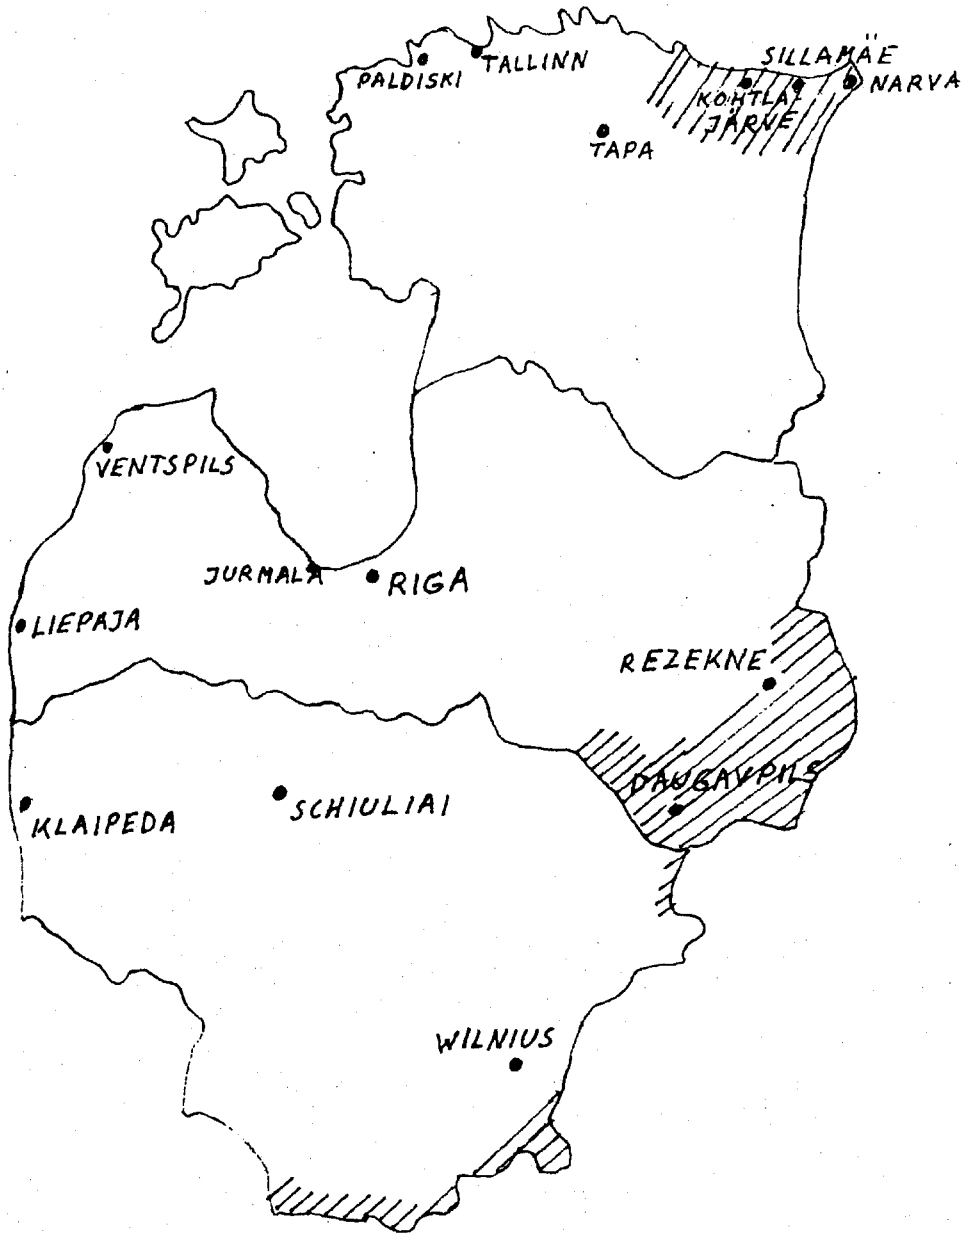 SILLAMÄE
PALDISKI
TALLINN
NARVA
KOHTLA-
JÄRVE
TAPA
VENTSPILS
JURMALA
RIGA
LIEPAJA
REZEKNE
DAUGAVPILS
KLAIPEDA
SCHIULIAI
WILNIUS